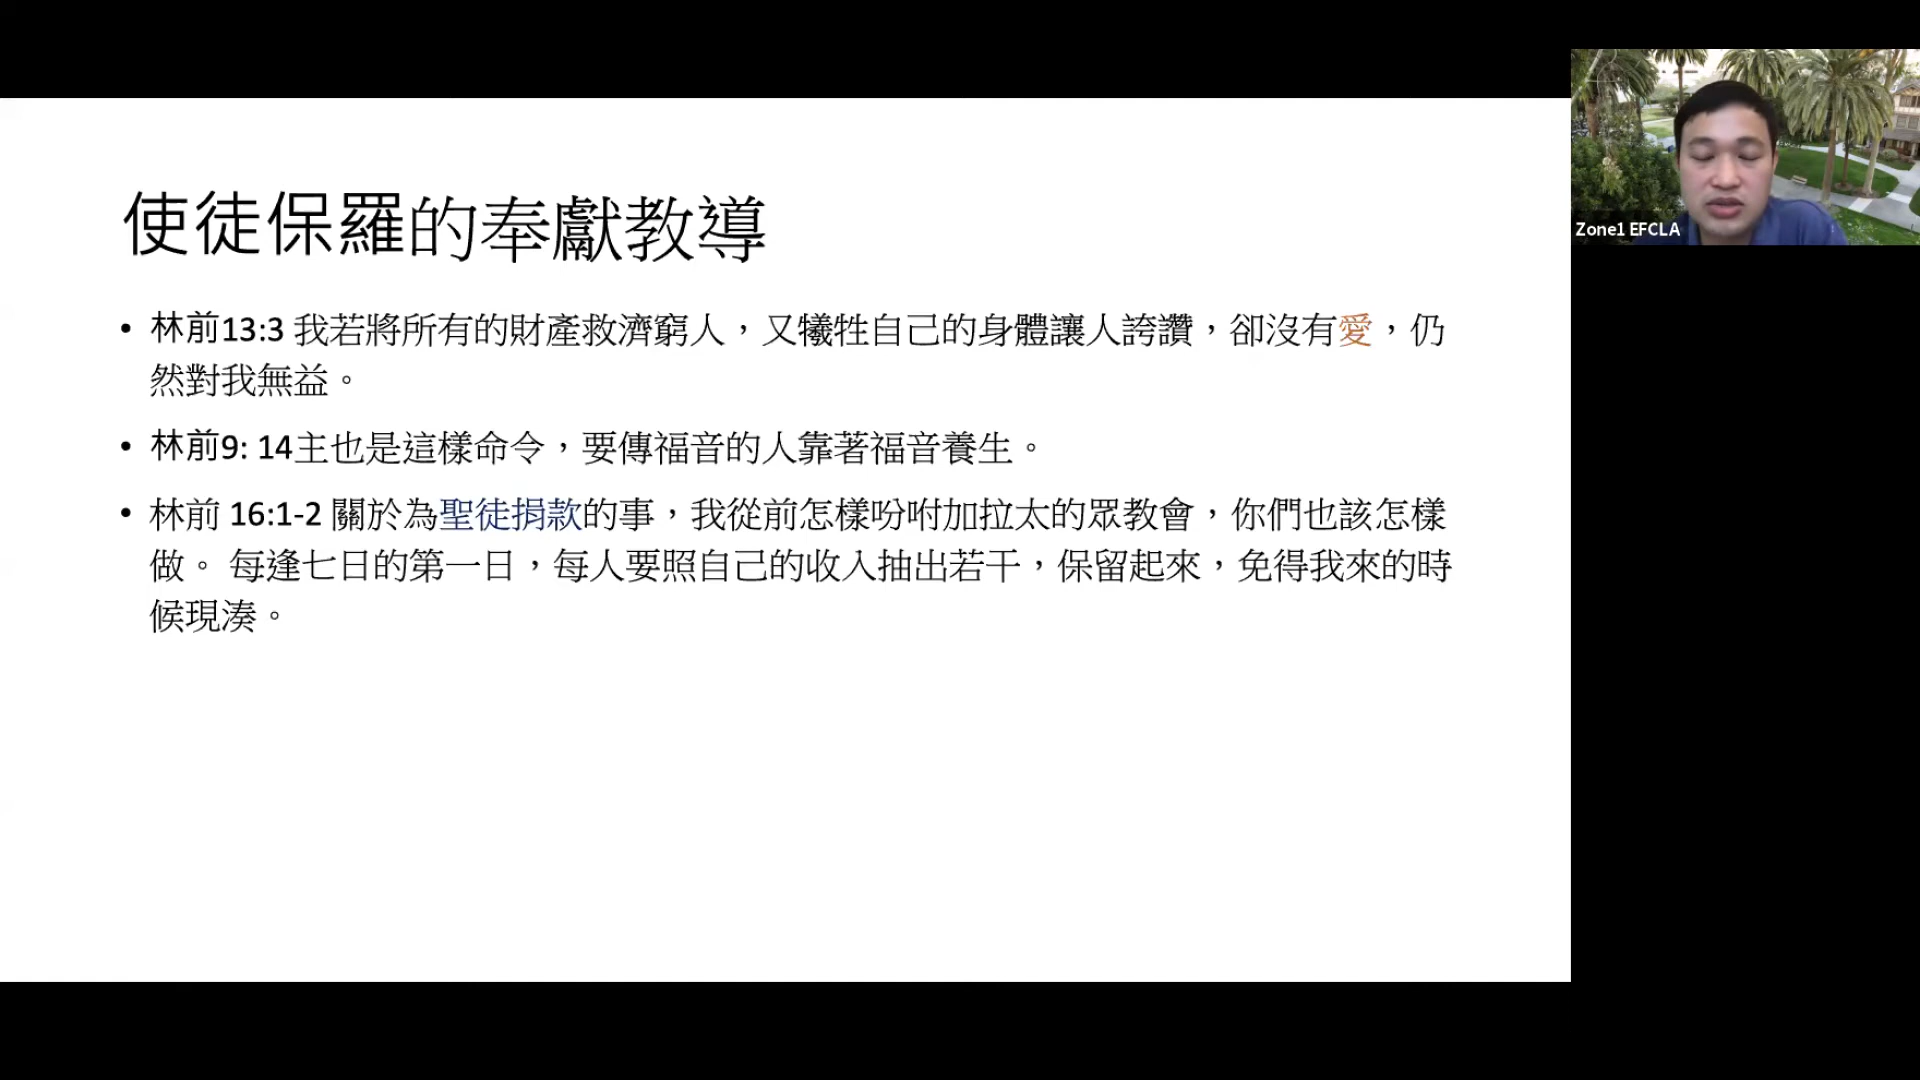 使徒保羅的奉獻教導
• 林前13:3 我若將所有的財產救濟窮人，又犧牲自己的身體讓人誇讚，卻沒有愛，仍
然對我無益。
• 林前9: 14主也是這樣命令，要傳福音的人靠著福音養生。
• 林前 16:1-2 關於為聖徒捐款的事，我從前怎樣吩咐加拉太的眾教會，你們也該怎樣
做。 每逢七日的第一日，每人要照自己的收入抽出若干，保留起來，免得我來的時
候現湊。
Zone1 EFCLA